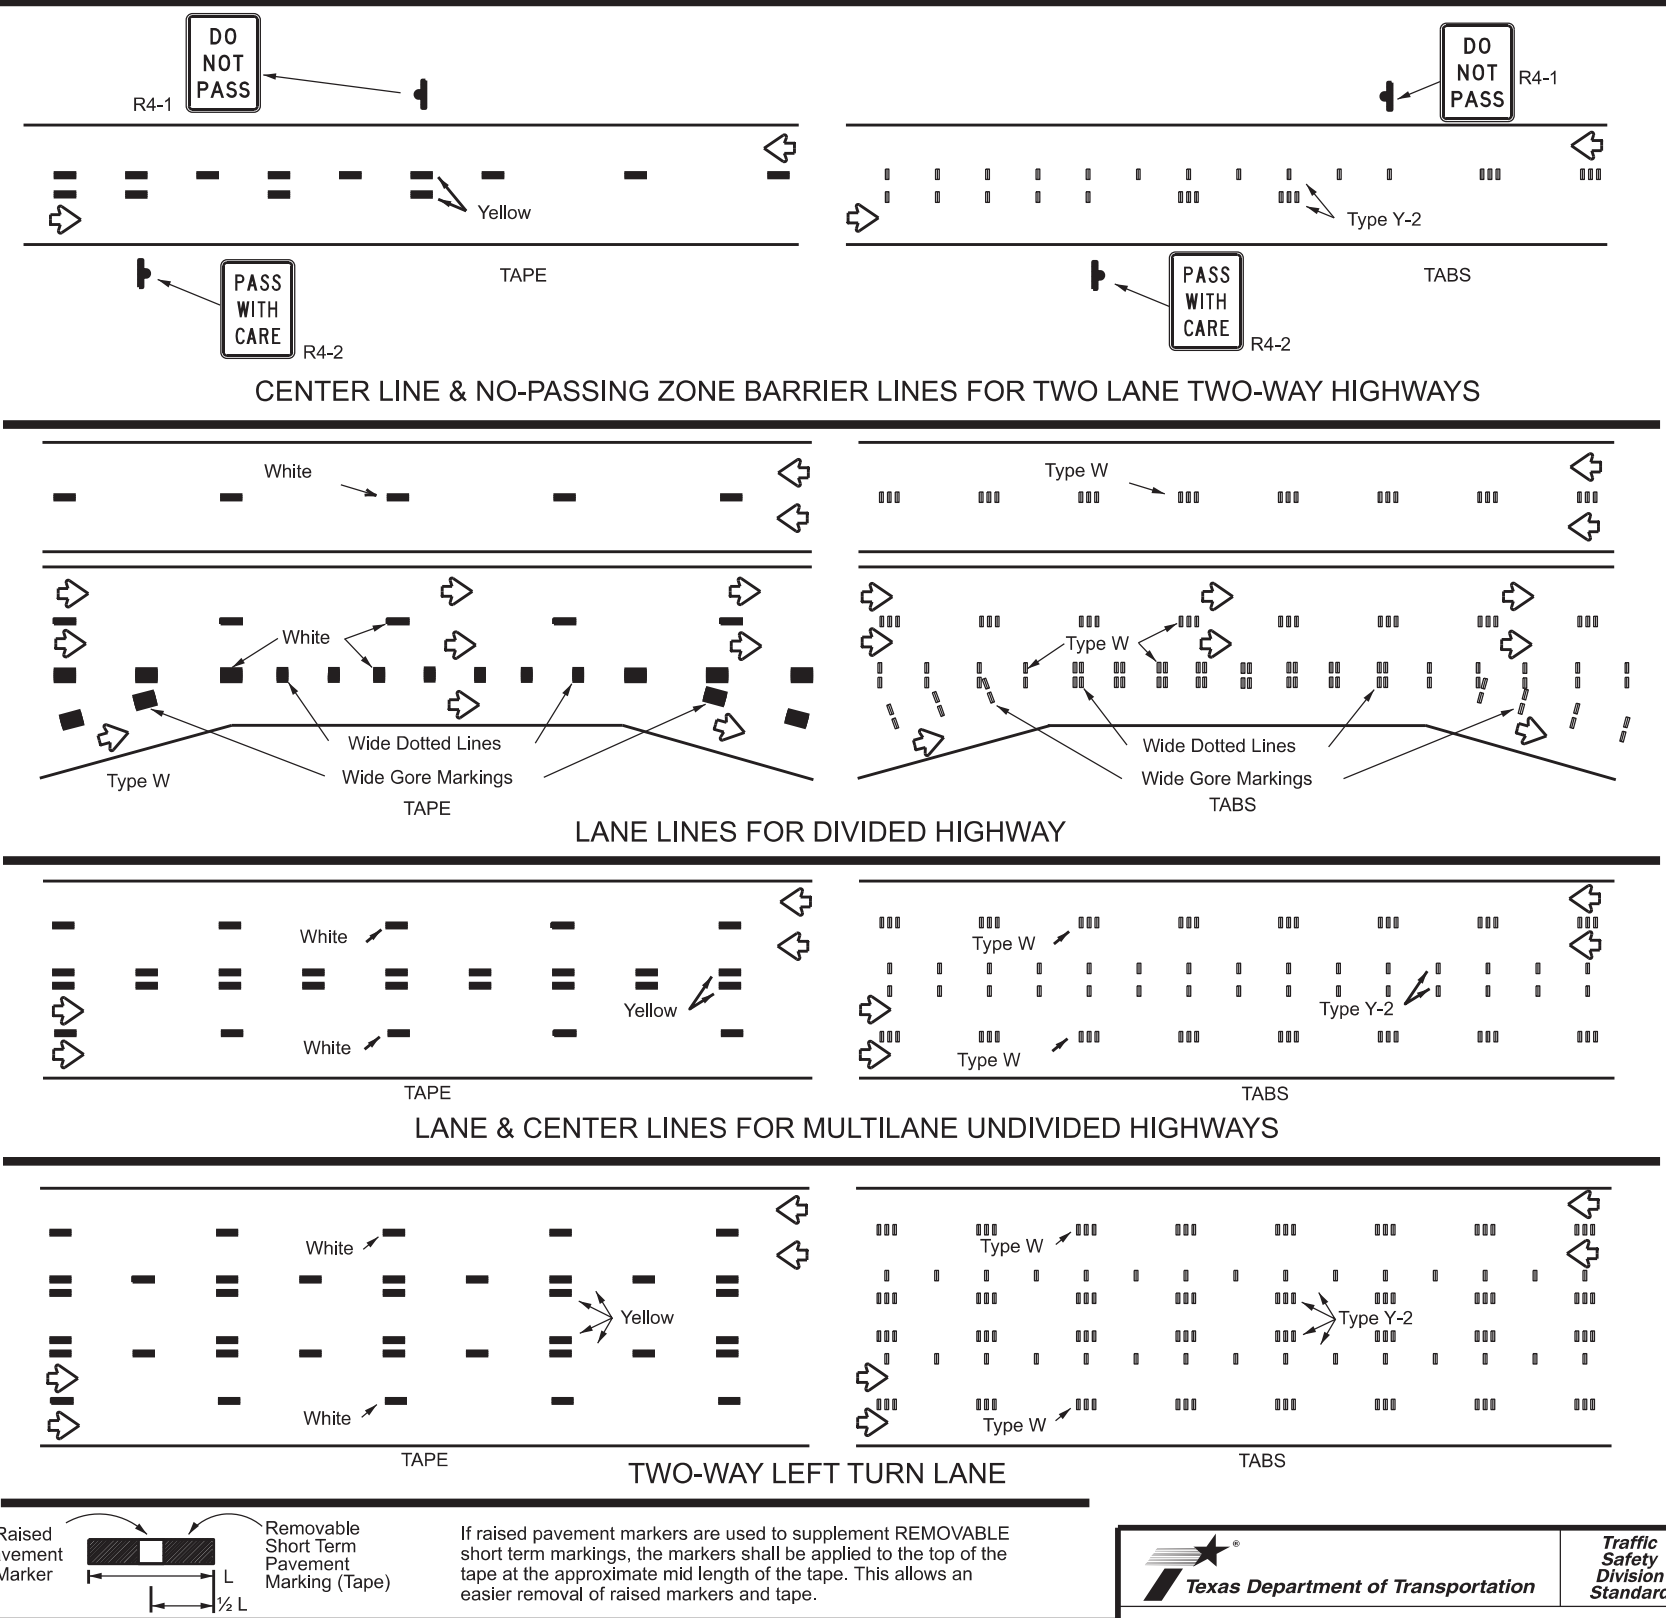 DO
NOT
PASS
R4-1
Yellow
PASS
WITH
CARE
R4-2
TAPE
DO
NOT
PASS
R4-1
Type Y-2
PASS
WITH
CARE
R4-2
TABS
CENTER LINE & NO-PASSING ZONE BARRIER LINES FOR TWO LANE TWO-WAY HIGHWAYS
White
White
Wide Dotted Lines
Wide Gore Markings
Type W
TAPE
Type W
Type W
Wide Dotted Lines
Wide Gore Markings
TABS
LANE LINES FOR DIVIDED HIGHWAY
White
Yellow
White
TAPE
Type W
Type Y-2
Type W
TABS
LANE & CENTER LINES FOR MULTILANE UNDIVIDED HIGHWAYS
White
Yellow
White
TAPE
Type W
Type Y-2
Type W
TABS
TWO-WAY LEFT TURN LANE
Raised
avement
Marker
L
½ L
Removable
Short Term
Pavement
Marking (Tape)
If raised pavement markers are used to supplement REMOVABLE
short term markings, the markers shall be applied to the top of the
tape at the approximate mid length of the tape. This allows an
easier removal of raised markers and tape.
®
Texas Department of Transportation
Traffic
Safety
Division
Standard